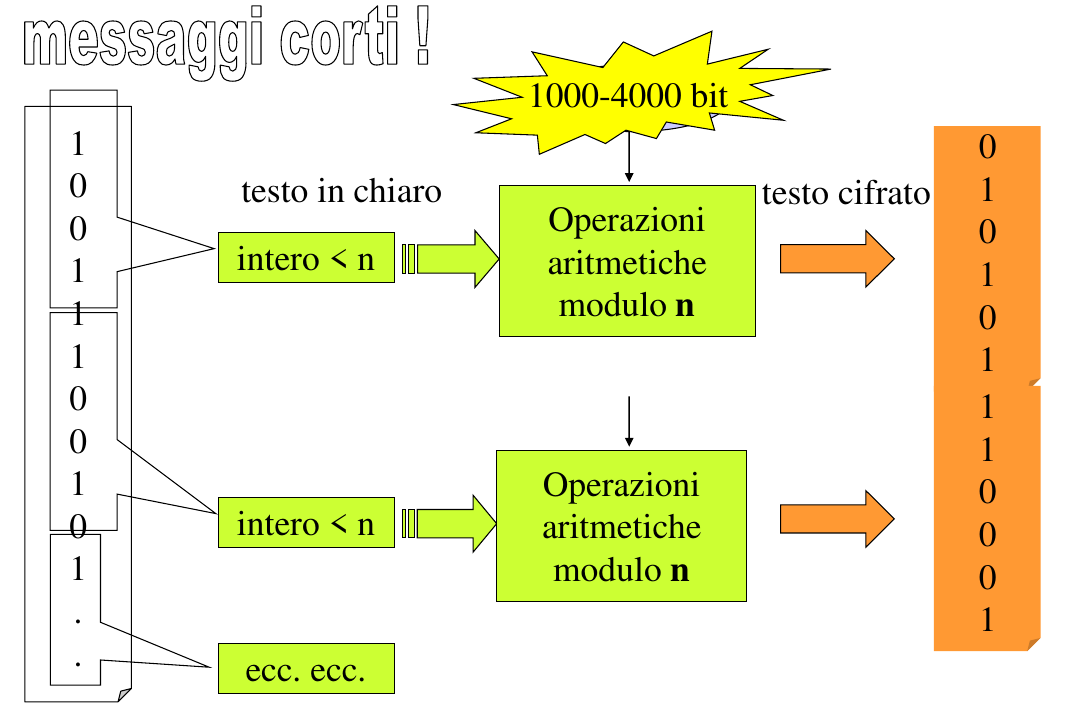 messaggi corti !
1000-4000 bit
1
0
0
1
1
1
0
0
1
0
1
.
.
testo in chiaro
intero < n
Operazioni
aritmetiche
modulo n
testo cifrato
0
1
0
1
0
1
intero < n
Operazioni
aritmetiche
modulo n
1
1
0
0
0
1
ecc. ecc.